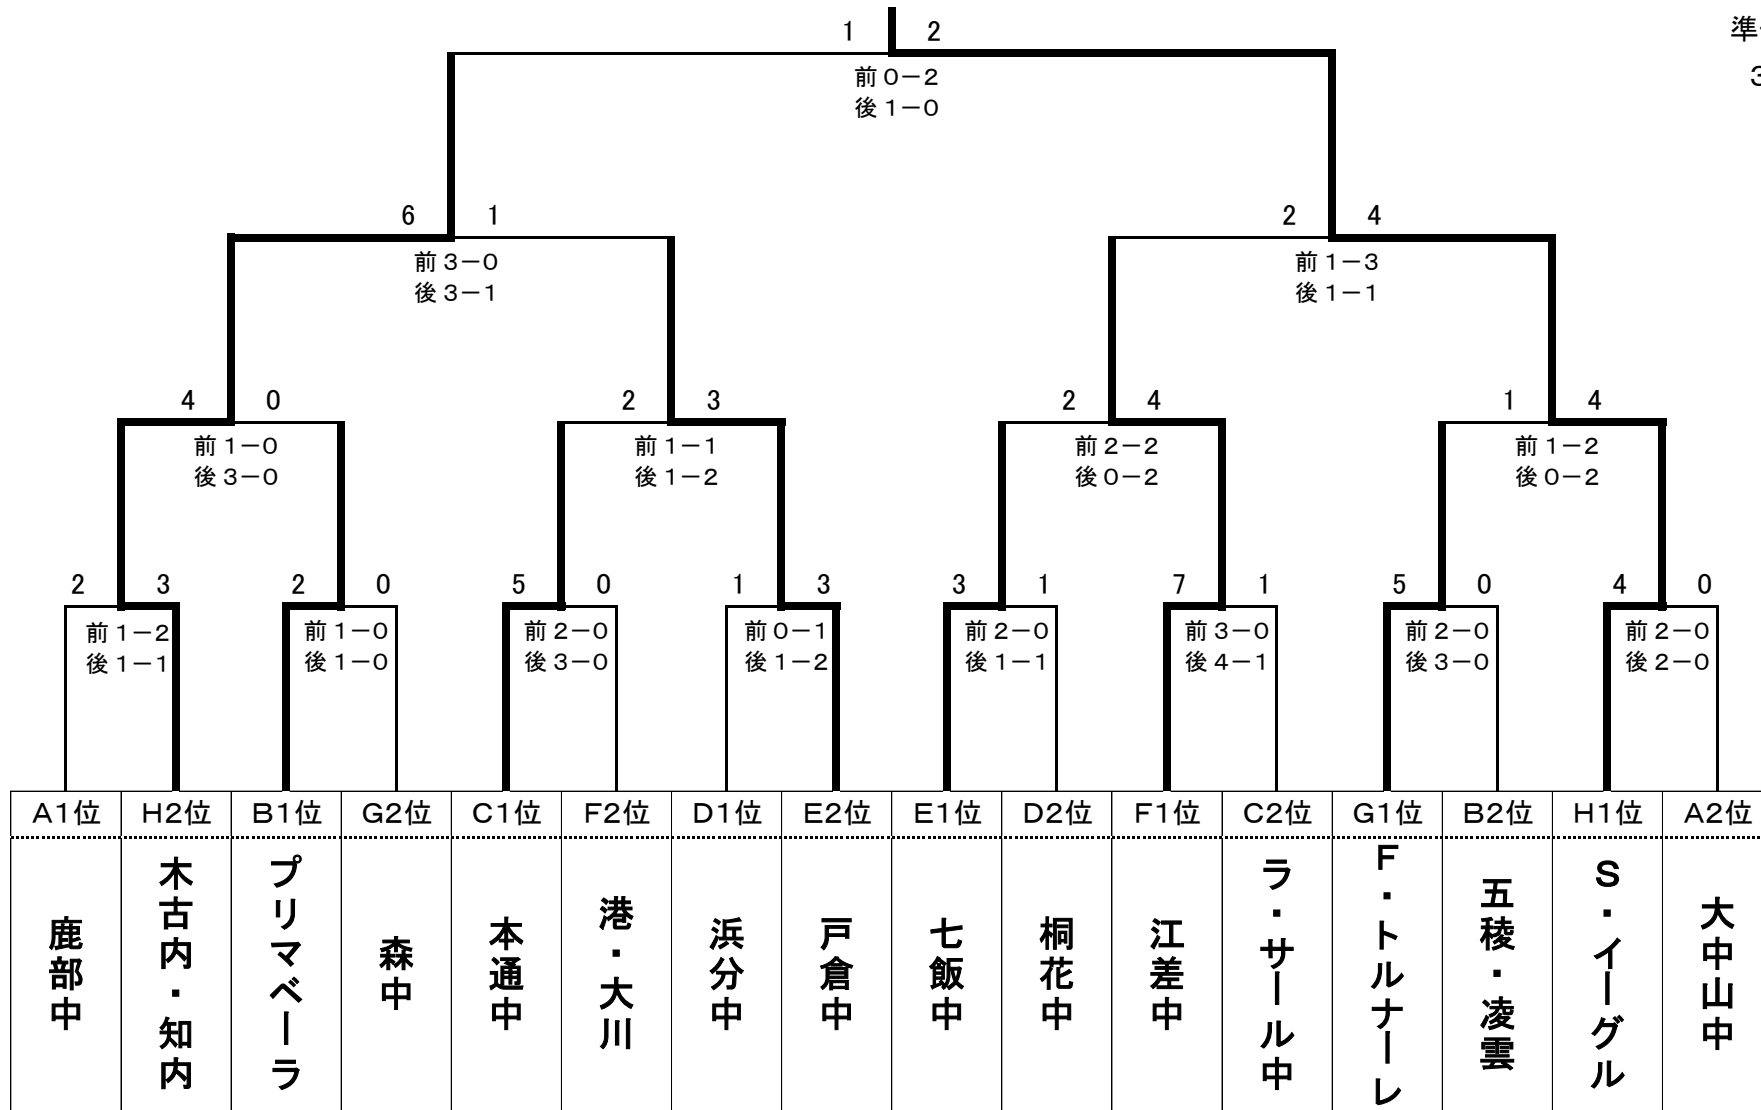 1 2
準
3
前0−2
後1−0
6 1
2 4
前3−0
後3−1
前1−3
後1−1
4 0
2 3
2 4
1 4
前1−0
後3−0
前1−1
後1−2
前2−2
後0−2
前1−2
後0−2
2 3
2 0
5 0
1 3
3 1
7 1
5 0
4 0
前1−2
後1−1
前1−0
後1−0
前2−0
後3−0
前0−1
後1−2
前2−0
後1−1
前3−0
後4−1
前2−0
後3−0
前2−0
後2−0
A1位 H2位 B1位 G2位 C1位 F2位 D1位 E2位 E1位 D2位 F1位 C2位 G1位 B2位 H1位 A2位
鹿部中
木古内・知内
プリマベーラ
森中
本通中
港・大川
浜分中
戸倉中
七飯中
桐花中
江差中
ラ・サール中
F・トルナーレ
五稜・凌雲
S・イーグル
大中山中